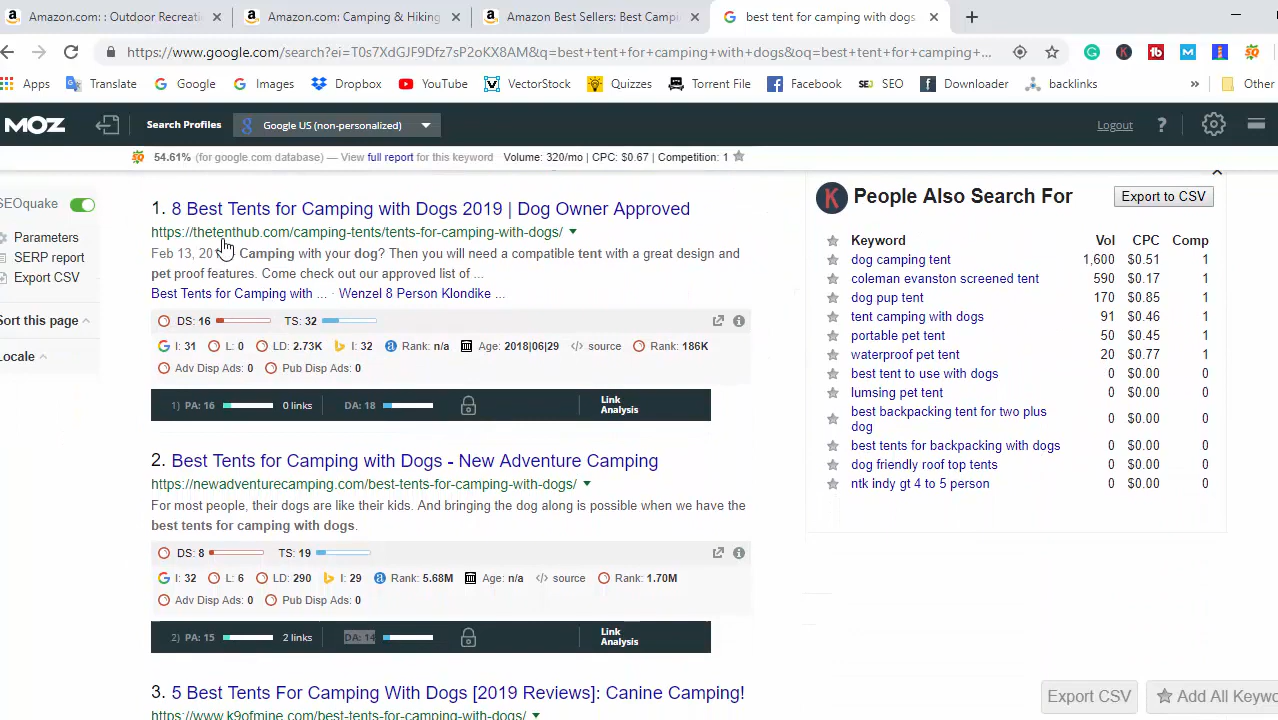 Amazon.com: : Outdoor Recreati
Amazon.com: Camping & Hiking
Amazon Best Sellers: Best Campi
best tent for camping with dogs
https://www.google.com/search?ei=T0s7XdGJF9Dfz7sP2oKX8AM&q=best+tent+for+camping+with+dogs&oq=best+tent+for+camping+...
Apps Translate Google Images Dropbox YouTube VectorStock Quizzes Torrent File Facebook SEO Downloader backlinks » Other
MOZ Search Profiles Google US (non-personalized) Logout ?
54.61% (for google.com database) — View full report for this keyword Volume: 320/mo | CPC: $0.67 | Competition: 1
SEOquake
Parameters
SERP report
Export CSV
Sort this page
Locale
1. 8 Best Tents for Camping with Dogs 2019 | Dog Owner Approved
https://thetenthub.com/camping-tents/tents-for-camping-with-dogs/
Feb 13, 20 Camping with your dog? Then you will need a compatible tent with a great design and
pet proof features. Come check out our approved list of ...
Best Tents for Camping with ... · Wenzel 8 Person Klondike ...
DS: 16 TS: 32
I: 31 L: 0 LD: 2.73K I: 32 Rank: n/a Age: 2018|06|29 </> source Rank: 186K
Adv Disp Ads: 0 Pub Disp Ads: 0
1) PA: 16 0 links DA: 18 Link
Analysis
2. Best Tents for Camping with Dogs - New Adventure Camping
https://newadventurecamping.com/best-tents-for-camping-with-dogs/
For most people, their dogs are like their kids. And bringing the dog along is possible when we have the
best tents for camping with dogs.
DS: 8 TS: 19
I: 32 L: 6 LD: 290 I: 29 Rank: 5.68M Age: n/a </> source Rank: 1.70M
Adv Disp Ads: 0 Pub Disp Ads: 0
2) PA: 15 2 links DA: 14 Link
Analysis
3. 5 Best Tents For Camping With Dogs [2019 Reviews]: Canine Camping!
https://www.k9ofmine.com/best-tents-for-camping-with-dogs/
K People Also Search For Export to CSV
Keyword Vol CPC Comp
dog camping tent 1,600 $0.51 1
coleman evanston screened tent 590 $0.17 1
dog pup tent 170 $0.85 1
tent camping with dogs 91 $0.46 1
portable pet tent 50 $0.45 1
waterproof pet tent 20 $0.77 1
best tent to use with dogs 0 $0.00 0
lumsing pet tent 0 $0.00 0
best backpacking tent for two plus
dog 0 $0.00 0
best tents for backpacking with dogs 0 $0.00 0
dog friendly roof top tents 0 $0.00 0
ntk indy gt 4 to 5 person 0 $0.00 0
Export CSV Add All Keywo